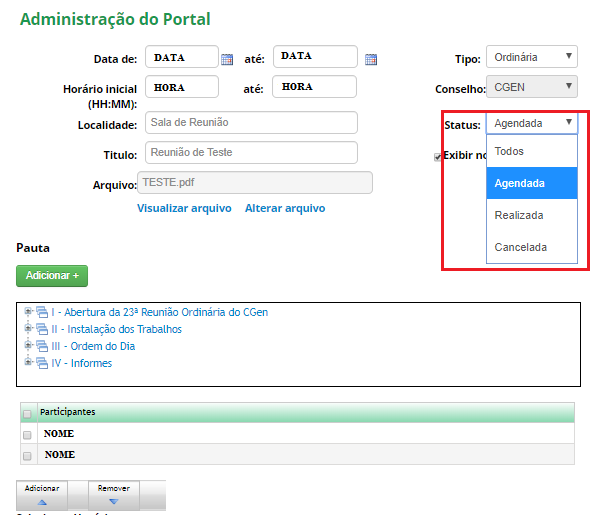 Administração do Portal
Data de: DATA até: DATA Tipo: Ordinária
Horário inicial (HH:MM): HORA até: HORA Conselho: CGEN
Localidade: Sala de Reunião Status: Agendada
Todos
Titulo: Reunião de Teste Exibir no
Agendada
Arquivo: TESTE.pdf
Visualizar arquivo Alterar arquivo
Realizada
Cancelada
Pauta
Adicionar +
I - Abertura da 23ª Reunião Ordinária do CGen
II - Instalação dos Trabalhos
III - Ordem do Dia
IV - Informes
Participantes
NOME
NOME
Adicionar Remover